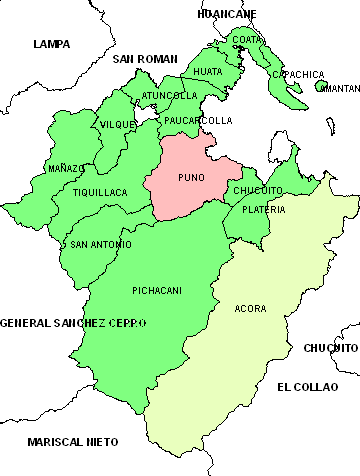 HUANCANE
LAMPA
COATA
SAN ROMAN
HUATA
CAPACHICA
AMANTANI
ATUNCOLLA
VILQUE
PAUCARCOLLA
MAÑAZO
PUNO
TIQUILLACA
CHUCUITO
PLATERIA
SAN ANTONIO
PICHACANI
ACORA
GENERAL SANCHEZ CERRO
CHUCUITO
EL COLLAO
MARISCAL NIETO